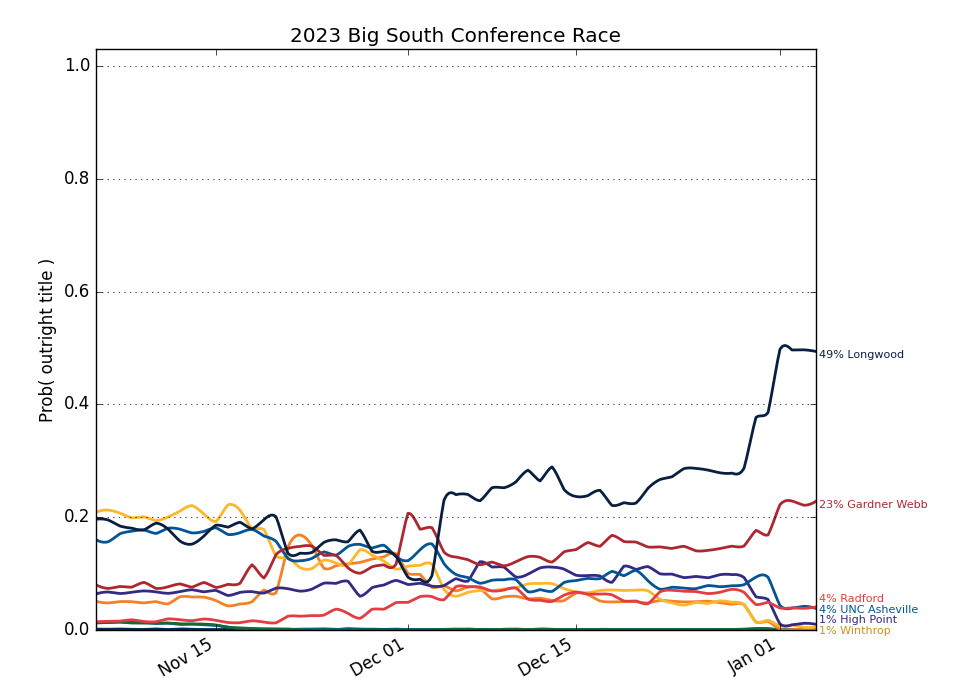 2023 Big South Conference Race
Prob( outright title )
1.0
0.8
0.6
0.4
0.2
0.0
49% Longwood
23% Gardner Webb
4% Radford
4% UNC Asheville
1% High Point
1% Winthrop
Nov 15
Dec 01
Dec 15
Jan 01